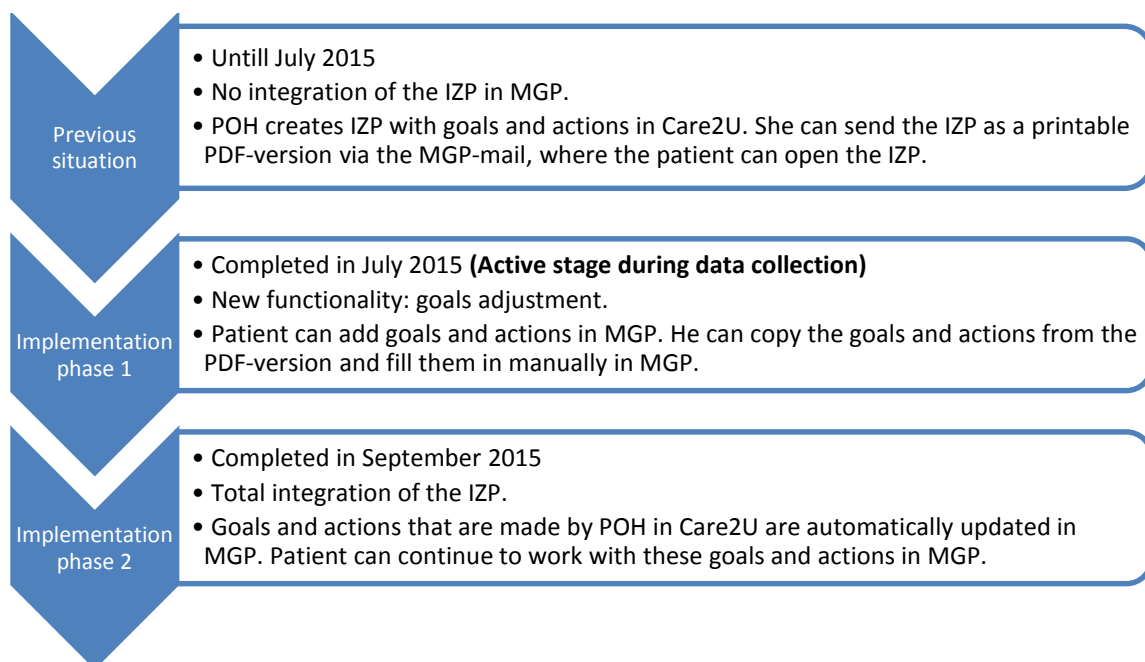 Previous
situation
• Untill July 2015
• No integration of the IZP in MGP.
• POH creates IZP with goals and actions in Care2U. She can send the IZP as a printable
PDF-version via the MGP-mail, where the patient can open the IZP.
Implementation
phase 1
• Completed in July 2015 (Active stage during data collection)
• New functionality: goals adjustment.
• Patient can add goals and actions in MGP. He can copy the goals and actions from the
PDF-version and fill them in manually in MGP.
Implementation
phase 2
• Completed in September 2015
• Total integration of the IZP.
• Goals and actions that are made by POH in Care2U are automatically updated in
MGP. Patient can continue to work with these goals and actions in MGP.